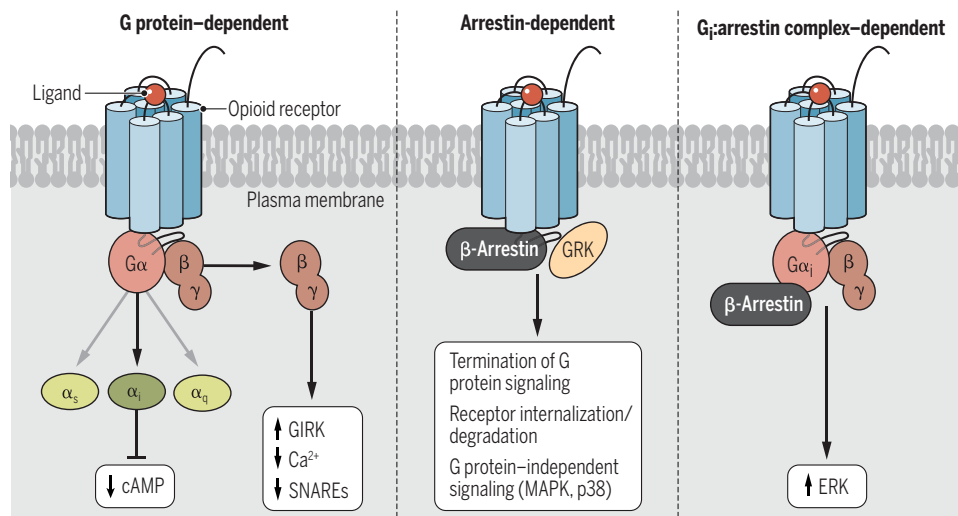 G protein–dependent
Ligand
Opioid receptor
Plasma membrane
Gα
β
γ
β
γ
αs
αi
αq
cAMP
GIRK
Ca²⁺
SNAREs
Arrestin-dependent
β-Arrestin
GRK
Termination of G
protein signaling
Receptor internalization/
degradation
G protein–independent
signaling (MAPK, p38)
Gi:arrestin complex–dependent
Gαi
β
γ
β-Arrestin
ERK